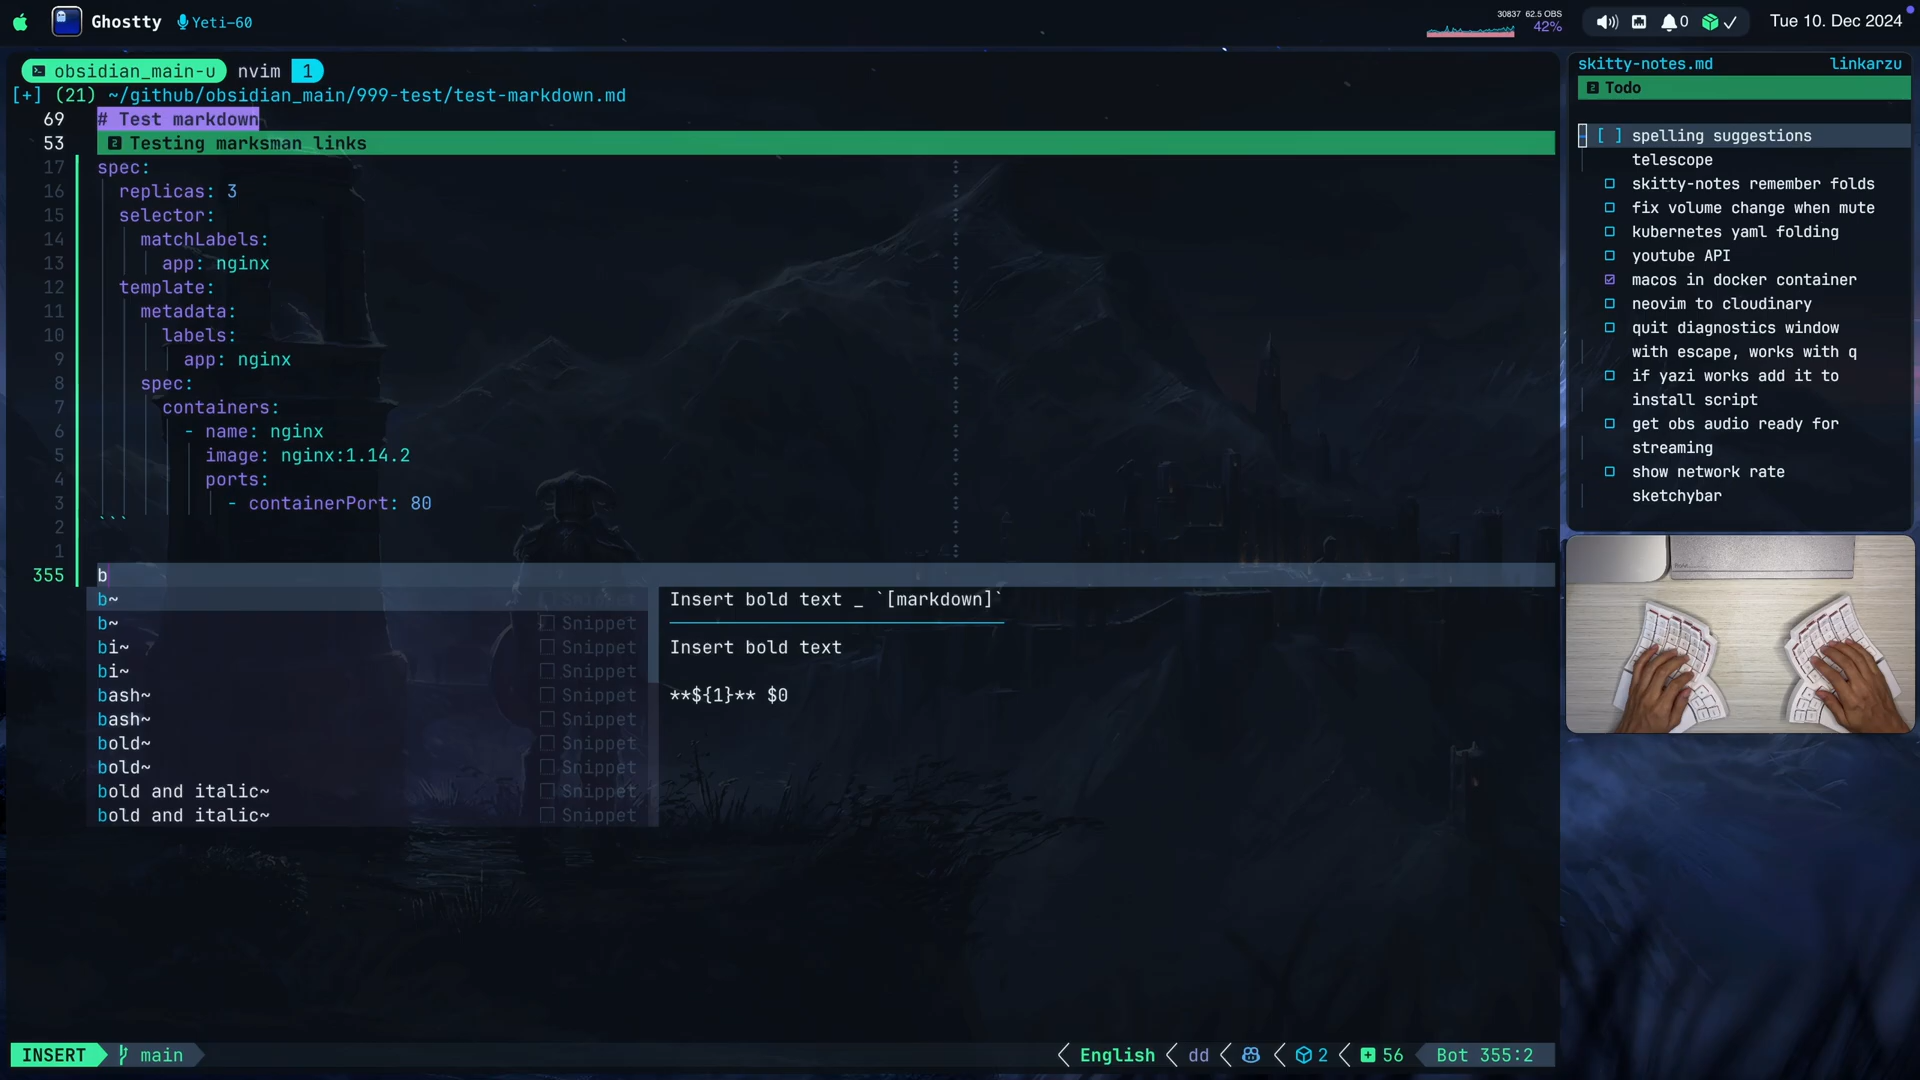 Ghostty Yeti-60
30837 62.5 OBS
42%
0
Tue 10. Dec 2024
obsidian_main-u nvim 1
[+] (21) ~/github/obsidian_main/999-test/test-markdown.md
69 # Test markdown
53 Testing marksman links
17 spec:
16 replicas: 3
15 selector:
14 matchLabels:
13 app: nginx
12 template:
11 metadata:
10 labels:
9 app: nginx
8 spec:
7 containers:
6 - name: nginx
5 image: nginx:1.14.2
4 ports:
3 - containerPort: 80
2 ```
1
355 b
b~
b~ Snippet
bi~ Snippet
bi~ Snippet
bash~ Snippet
bash~ Snippet
bold~ Snippet
bold~ Snippet
bold and italic~ Snippet
bold and italic~ Snippet
Insert bold text _ `[markdown]`
Insert bold text
**${1}** $0
INSERT main
English dd 2 56 Bot 355:2
skitty-notes.md linkarzu
Todo
[ ] spelling suggestions
telescope
skitty-notes remember folds
fix volume change when mute
kubernetes yaml folding
youtube API
macos in docker container
neovim to cloudinary
quit diagnostics window
with escape, works with q
if yazi works add it to
install script
get obs audio ready for
streaming
show network rate
sketchybar